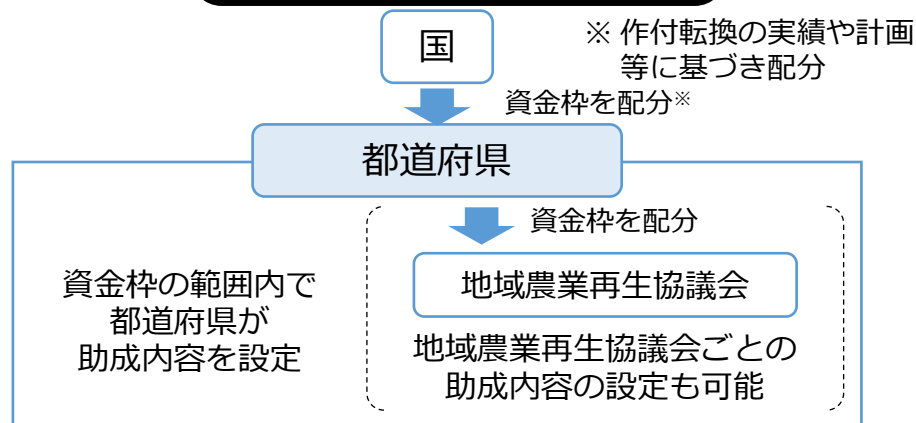 国
※ 作付転換の実績や計画
等に基づき配分
資金枠を配分※
都道府県
資金枠を配分
地域農業再生協議会
資金枠の範囲内で
都道府県が
助成内容を設定
地域農業再生協議会ごとの
助成内容の設定も可能